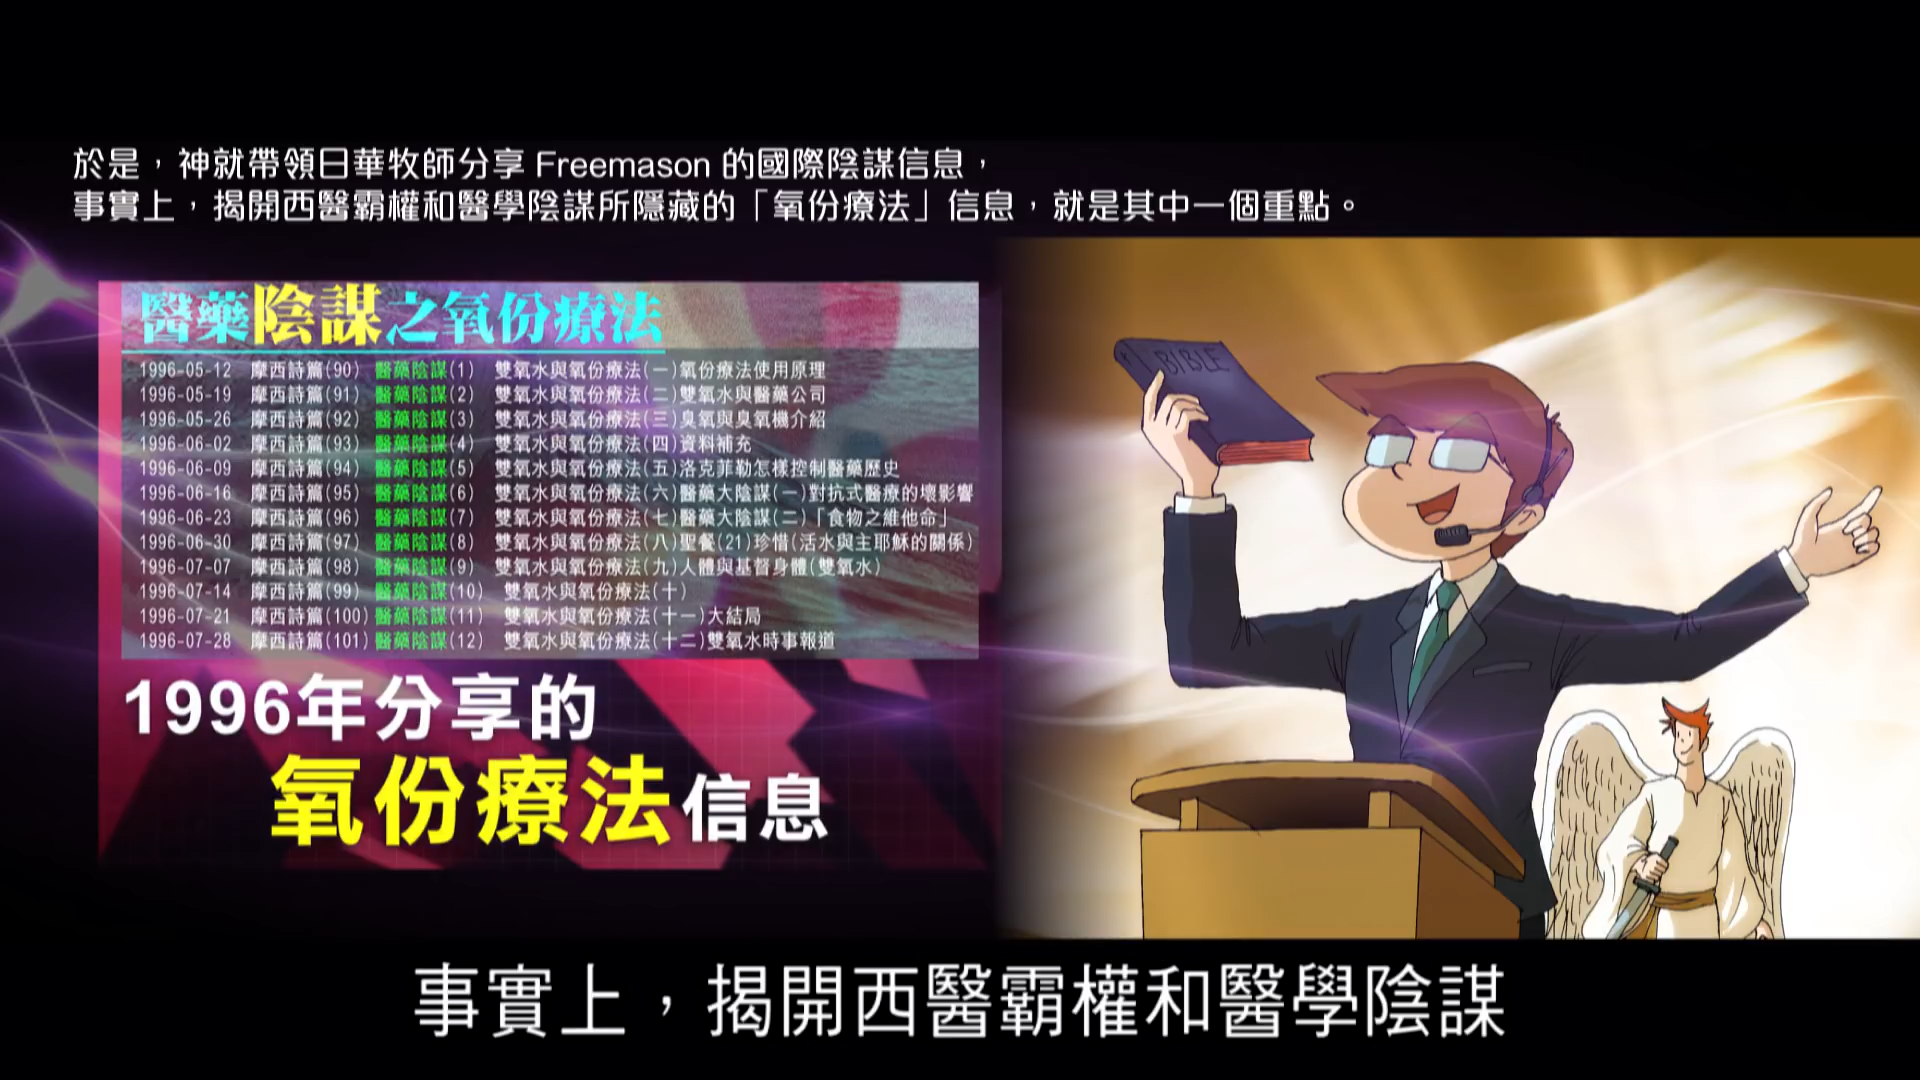 於是，神就帶領日華牧師分享 Freemason 的國際陰謀信息，
事實上，揭開西醫霸權和醫學陰謀所隱藏的「氧份療法」信息，就是其中一個重點。
醫藥陰謀之氧份療法
1996-05-12 摩西詩篇(90) 醫藥陰謀(1) 雙氧水與氧份療法(一)氧份療法使用原理
1996-05-19 摩西詩篇(91) 醫藥陰謀(2) 雙氧水與氧份療法(二)雙氧水與醫藥公司
1996-05-26 摩西詩篇(92) 醫藥陰謀(3) 雙氧水與氧份療法(三)臭氧與臭氧機介紹
1996-06-02 摩西詩篇(93) 醫藥陰謀(4) 雙氧水與氧份療法(四)資料補充
1996-06-09 摩西詩篇(94) 醫藥陰謀(5) 雙氧水與氧份療法(五)洛克菲勒怎樣控制醫藥歷史
1996-06-16 摩西詩篇(95) 醫藥陰謀(6) 雙氧水與氧份療法(六)醫藥大陰謀(一)對抗式醫療的壞影響
1996-06-23 摩西詩篇(96) 醫藥陰謀(7) 雙氧水與氧份療法(七)醫藥大陰謀(二)「食物之維他命」
1996-06-30 摩西詩篇(97) 醫藥陰謀(8) 雙氧水與氧份療法(八)聖餐(21)珍惜(活水與主耶穌的關係)
1996-07-07 摩西詩篇(98) 醫藥陰謀(9) 雙氧水與氧份療法(九)人體與基督身體(雙氧水)
1996-07-14 摩西詩篇(99) 醫藥陰謀(10) 雙氧水與氧份療法(十)
1996-07-21 摩西詩篇(100) 醫藥陰謀(11) 雙氧水與氧份療法(十一)大結局
1996-07-28 摩西詩篇(101) 醫藥陰謀(12) 雙氧水與氧份療法(十二)雙氧水時事報道
1996年分享的
氧份療法信息
BIBLE
事實上，揭開西醫霸權和醫學陰謀